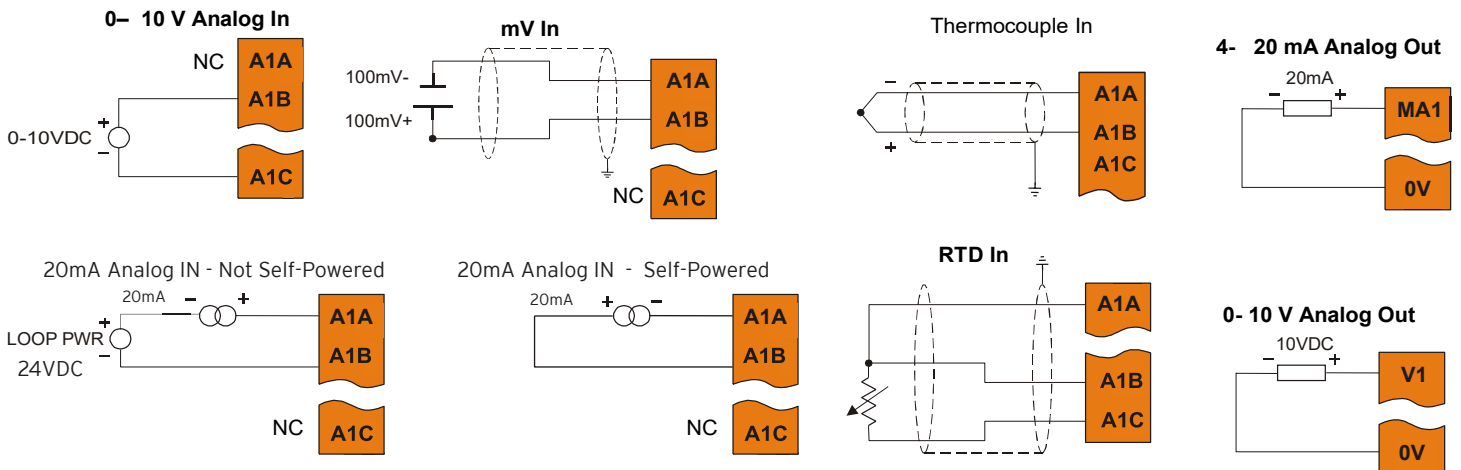 0– 10 V Analog In
NC
A1A
A1B
A1C
0-10VDC
+
–
mV In
100mV-
100mV+
A1A
A1B
NC
A1C
Thermocouple In
–
+
A1A
A1B
A1C
4- 20 mA Analog Out
20mA
– +
MA1
0V
20mA Analog IN - Not Self-Powered
20mA – +
+
LOOP PWR
–
24VDC
A1A
A1B
NC
A1C
20mA Analog IN - Self-Powered
20mA + –
A1A
A1B
NC
A1C
RTD In
A1A
A1B
A1C
0- 10 V Analog Out
10VDC
– +
V1
0V